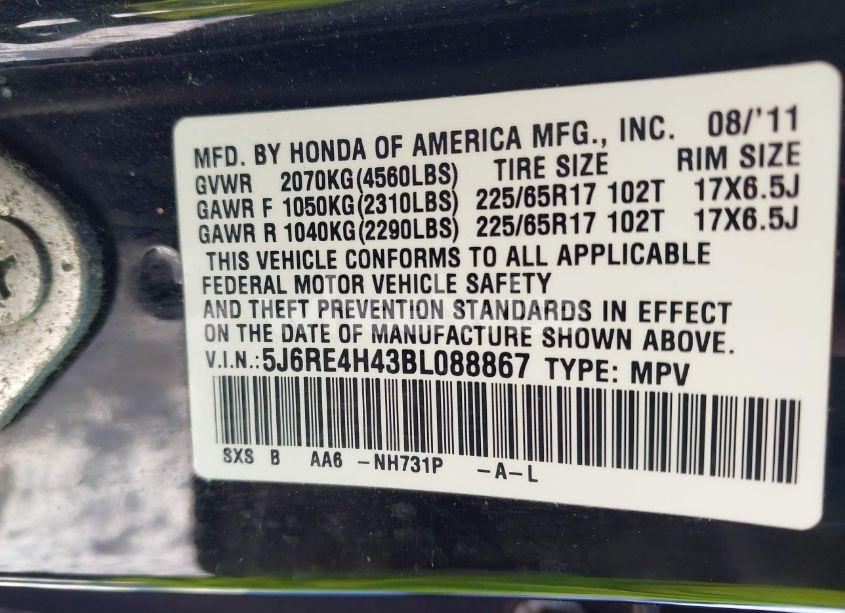 MFD. BY HONDA OF AMERICA MFG., INC. 08/'11
GVWR 2070KG(4560LBS) TIRE SIZE RIM SIZE
GAWR F 1050KG(2310LBS) 225/65R17 102T 17X6.5J
GAWR R 1040KG(2290LBS) 225/65R17 102T 17X6.5J
THIS VEHICLE CONFORMS TO ALL APPLICABLE
FEDERAL MOTOR VEHICLE SAFETY
AND THEFT PREVENTION STANDARDS IN EFFECT
ON THE DATE OF MANUFACTURE SHOWN ABOVE.
V.I.N.:5J6RE4H43BL088867 TYPE: MPV
SXS B AA6 -NH731P -A-L